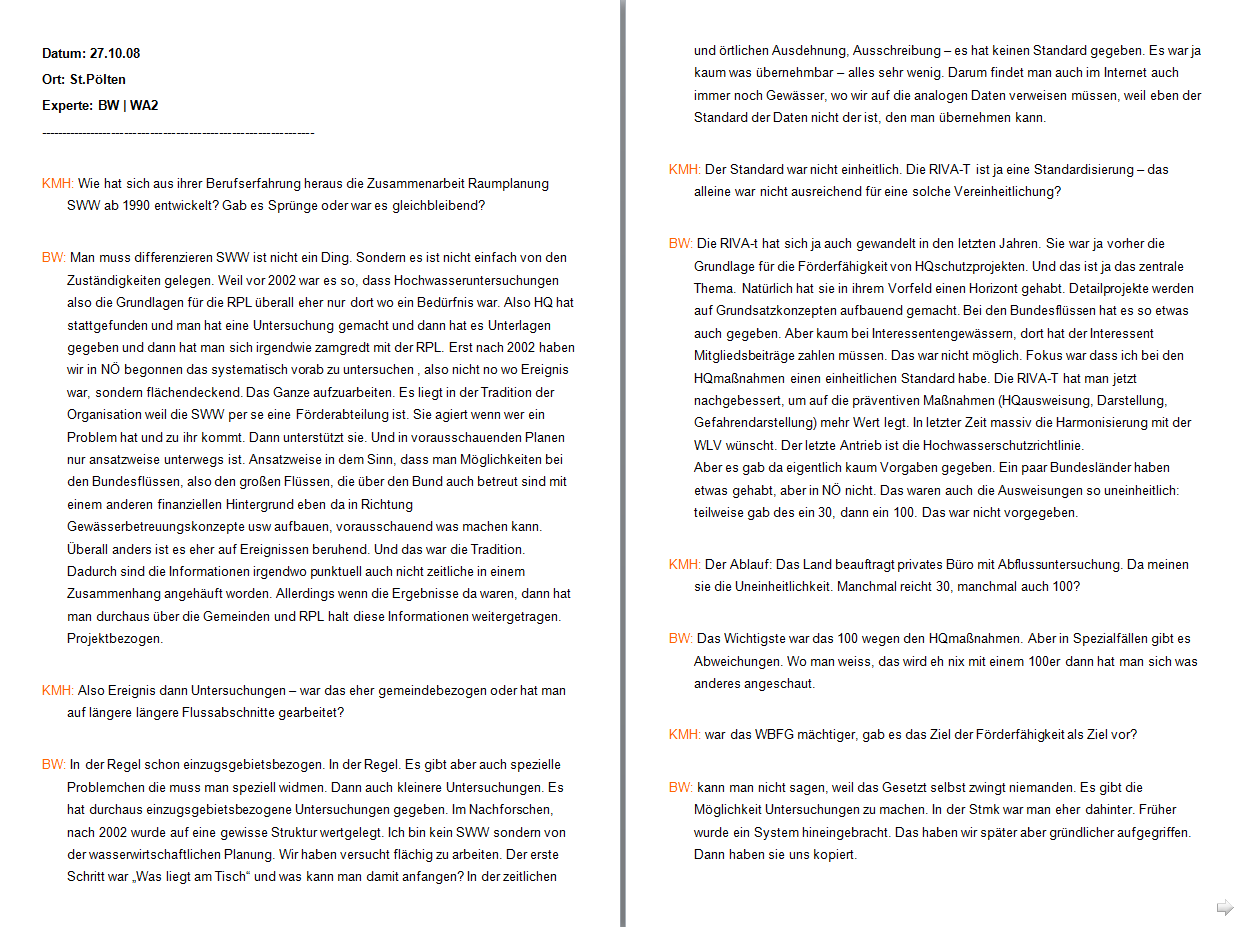 Datum: 27.10.08
Ort: St.Pölten
Experte: BW | WA2
-----------------------------------------------------------------
KMH: Wie hat sich aus ihrer Berufserfahrung heraus die Zusammenarbeit Raumplanung
SWW ab 1990 entwickelt? Gab es Sprünge oder war es gleichbleibend?
BW: Man muss differenzieren SWW ist nicht ein Ding. Sondern es ist nicht einfach von den
Zuständigkeiten gelegen. Weil vor 2002 war es so, dass Hochwasseruntersuchungen
also die Grundlagen für die RPL überall eher nur dort wo ein Bedürfnis war. Also HQ hat
stattgefunden und man hat eine Untersuchung gemacht und dann hat es Unterlagen
gegeben und dann hat man sich irgendwie zamgredt mit der RPL. Erst nach 2002 haben
wir in NÖ begonnen das systematisch vorab zu untersuchen , also nicht no wo Ereignis
war, sondern flächendeckend. Das Ganze aufzuarbeiten. Es liegt in der Tradition der
Organisation weil die SWW per se eine Förderabteilung ist. Sie agiert wenn wer ein
Problem hat und zu ihr kommt. Dann unterstützt sie. Und in vorausschauenden Planen
nur ansatzweise unterwegs ist. Ansatzweise in dem Sinn, dass man Möglichkeiten bei
den Bundesflüssen, also den großen Flüssen, die über den Bund auch betreut sind mit
einem anderen finanziellen Hintergrund eben da in Richtung
Gewässerbetreuungskonzepte usw aufbauen, vorausschauend was machen kann.
Überall anders ist es eher auf Ereignissen beruhend. Und das war die Tradition.
Dadurch sind die Informationen irgendwo punktuell auch nicht zeitliche in einem
Zusammenhang angehäuft worden. Allerdings wenn die Ergebnisse da waren, dann hat
man durchaus über die Gemeinden und RPL halt diese Informationen weitergetragen.
Projektbezogen.
KMH: Also Ereignis dann Untersuchungen – war das eher gemeindebezogen oder hat man
auf längere längere Flussabschnitte gearbeitet?
BW: In der Regel schon einzugsgebietsbezogen. In der Regel. Es gibt aber auch spezielle
Problemchen die muss man speziell widmen. Dann auch kleinere Untersuchungen. Es
hat durchaus einzugsgebietsbezogene Untersuchungen gegeben. Im Nachforschen,
nach 2002 wurde auf eine gewisse Struktur wertgelegt. Ich bin kein SWW sondern von
der wasserwirtschaftlichen Planung. Wir haben versucht flächig zu arbeiten. Der erste
Schritt war „Was liegt am Tisch“ und was kann man damit anfangen? In der zeitlichen
und örtlichen Ausdehnung, Ausschreibung – es hat keinen Standard gegeben. Es war ja
kaum was übernehmbar – alles sehr wenig. Darum findet man auch im Internet auch
immer noch Gewässer, wo wir auf die analogen Daten verweisen müssen, weil eben der
Standard der Daten nicht der ist, den man übernehmen kann.
KMH: Der Standard war nicht einheitlich. Die RIVA-T ist ja eine Standardisierung – das
alleine war nicht ausreichend für eine solche Vereinheitlichung?
BW: Die RIVA-t hat sich ja auch gewandelt in den letzten Jahren. Sie war ja vorher die
Grundlage für die Förderfähigkeit von HQschutzprojekten. Und das ist ja das zentrale
Thema. Natürlich hat sie in ihrem Vorfeld einen Horizont gehabt. Detailprojekte werden
auf Grundsatzkonzepten aufbauend gemacht. Bei den Bundesflüssen hat es so etwas
auch gegeben. Aber kaum bei Interessentengewässern, dort hat der Interessent
Mitgliedsbeiträge zahlen müssen. Das war nicht möglich. Fokus war dass ich bei den
HQmaßnahmen einen einheitlichen Standard habe. Die RIVA-T hat man jetzt
nachgebessert, um auf die präventiven Maßnahmen (HQausweisung, Darstellung,
Gefahrendarstellung) mehr Wert legt. In letzter Zeit massiv die Harmonisierung mit der
WLV wünscht. Der letzte Antrieb ist die Hochwasserschutzrichtlinie.
Aber es gab da eigentlich kaum Vorgaben gegeben. Ein paar Bundesländer haben
etwas gehabt, aber in NÖ nicht. Das waren auch die Ausweisungen so uneinheitlich:
teilweise gab des ein 30, dann ein 100. Das war nicht vorgegeben.
KMH: Der Ablauf: Das Land beauftragt privates Büro mit Abflussuntersuchung. Da meinen
sie die Uneinheitlichkeit. Manchmal reicht 30, manchmal auch 100?
BW: Das Wichtigste war das 100 wegen den HQmaßnahmen. Aber in Spezialfällen gibt es
Abweichungen. Wo man weiss, das wird eh nix mit einem 100er dann hat man sich was
anderes angeschaut.
KMH: war das WBFG mächtiger, gab es das Ziel der Förderfähigkeit als Ziel vor?
BW: kann man nicht sagen, weil das Gesetzt selbst zwingt niemanden. Es gibt die
Möglichkeit Untersuchungen zu machen. In der Stmk war man eher dahinter. Früher
wurde ein System hineingebracht. Das haben wir später aber gründlicher aufgegriffen.
Dann haben sie uns kopiert.